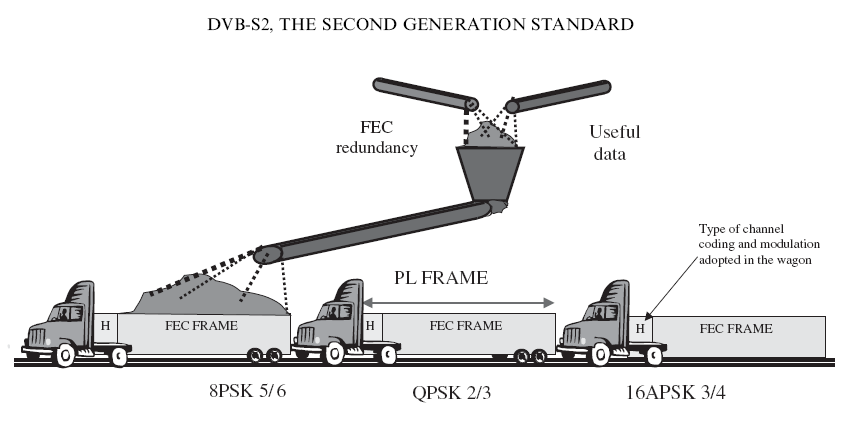 DVB-S2, THE SECOND GENERATION STANDARD
FEC
redundancy
Useful
data
Type of channel
coding and modulation
adopted in the wagon
PL FRAME
H
FEC FRAME
H
FEC FRAME
H
FEC FRAME
8PSK 5/6
QPSK 2/3
16APSK 3/4